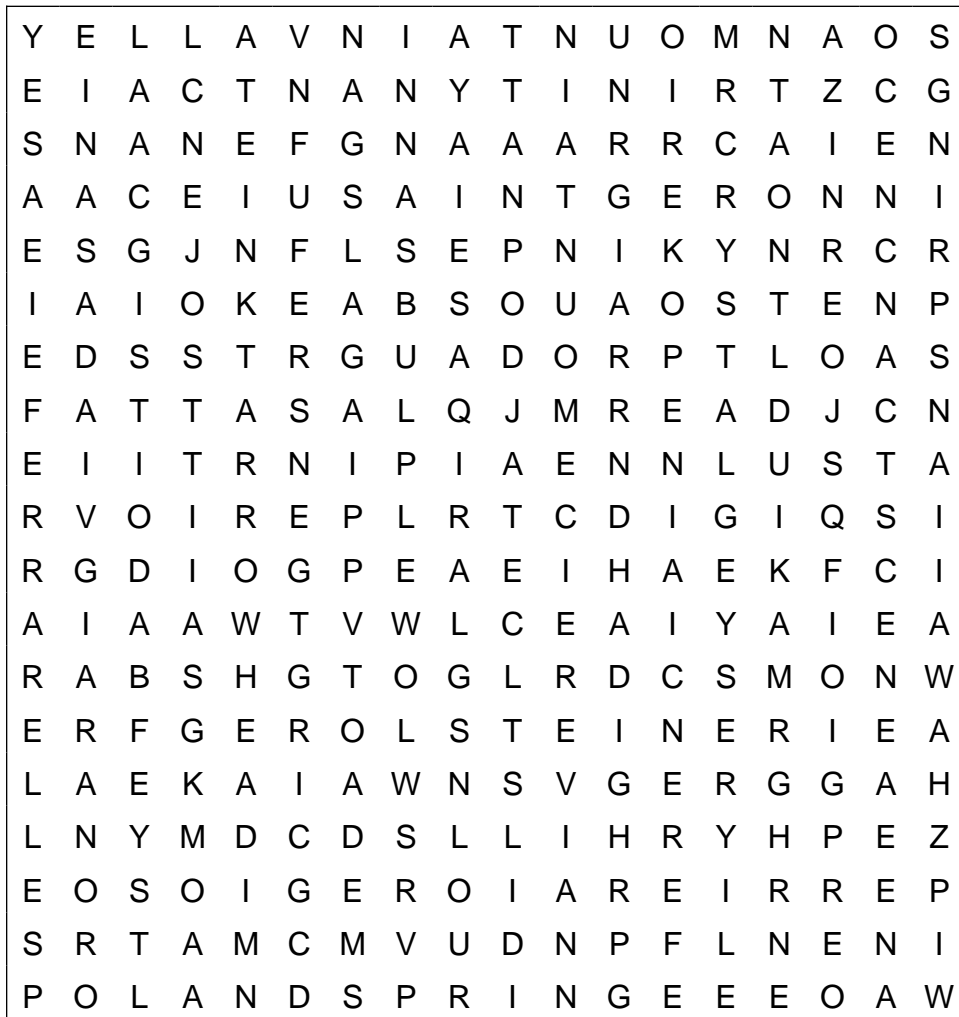 Y E L L A V N I A T N U O M N A O S
E I A C T N A N Y T I N I R T Z C G
S N A N E F G N A A A R R C A I E N
A A C E I U S A I N T G E R O N N I
E S G J N F L S E P N I K Y N R C R
I A I O K E A B S O U A O S T E N P
E D S S T R G U A D O R P T L O A S
F A T T A S A L Q J M R E A D J C N
E I I T R N I P I A E N N L U S T A
R V O I R E P L R T C D I G I Q S I
R G D I O G P E A E I H A E K F C I
A I A A W T V W L C E A I Y A I E A
R A B S H G T O G L R D C S M O N W
E R F G E R O L S T E I N E R I E A
L A E K A I A W N S V G E R G G A H
L N Y M D C D S L L I H R Y H P E Z
E O S O I G E R O I A R E I R R E P
S R T A M C M V U D N P F L N E N I
P O L A N D S P R I N G E E E O A W